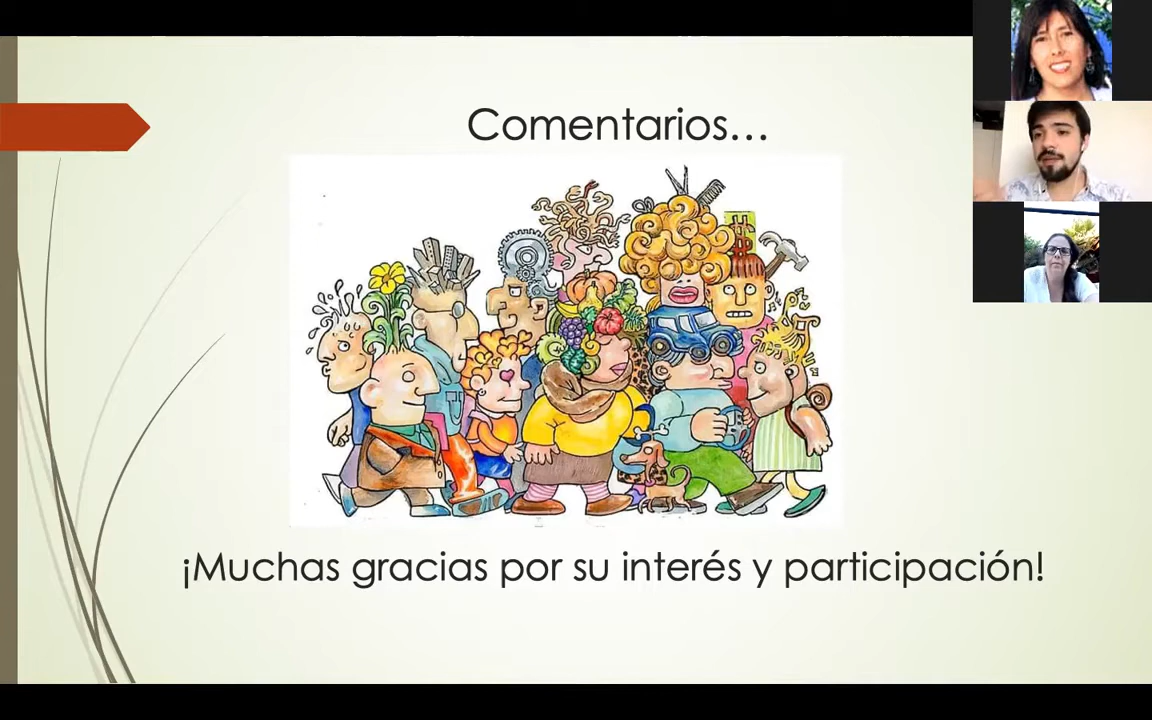 Comentarios...
¡Muchas gracias por su interés y participación!